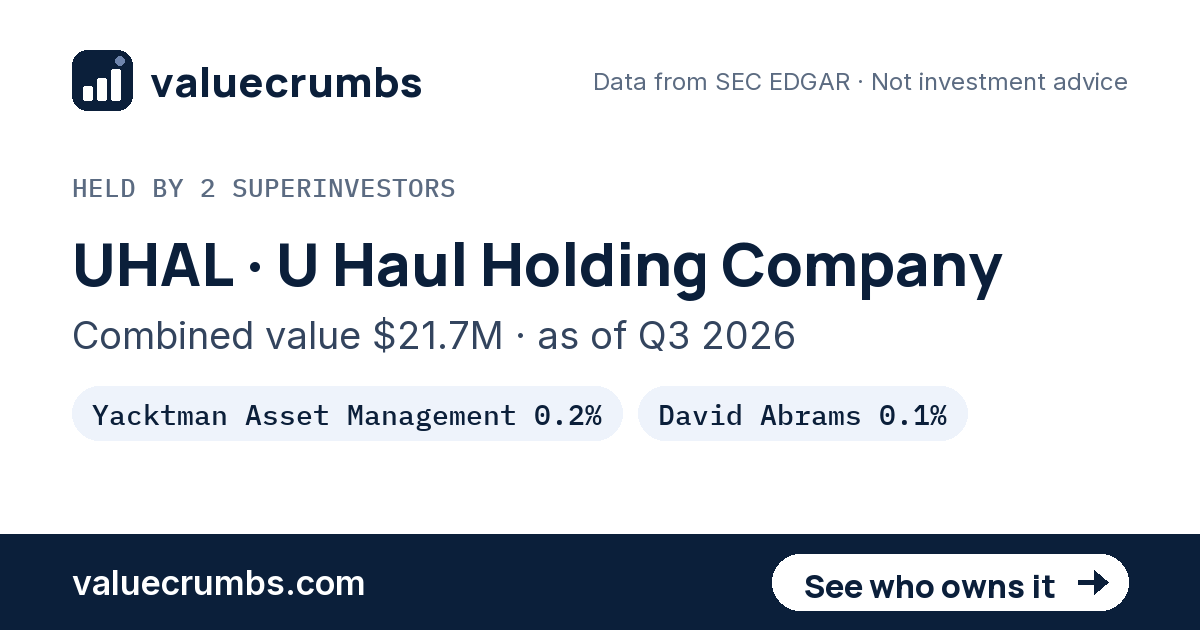 valuecrumbs
Data from SEC EDGAR · Not investment advice
HELD BY 2 SUPERINVESTORS
UHAL · U Haul Holding Company
Combined value $21.7M · as of Q3 2026
Yacktman Asset Management 0.2%
David Abrams 0.1%
valuecrumbs.com
See who owns it →